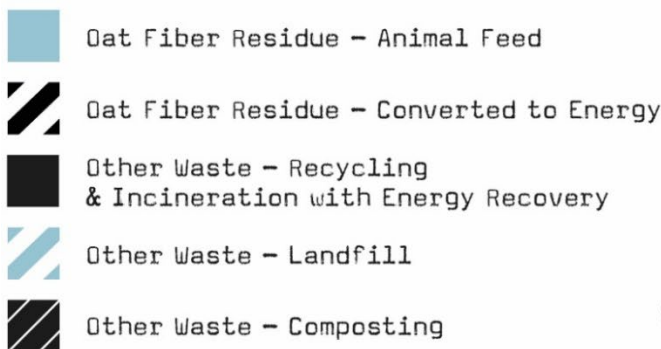 Oat Fiber Residue – Animal Feed
Oat Fiber Residue – Converted to Energy
Other Waste – Recycling
& Incineration with Energy Recovery
Other Waste – Landfill
Other Waste – Composting